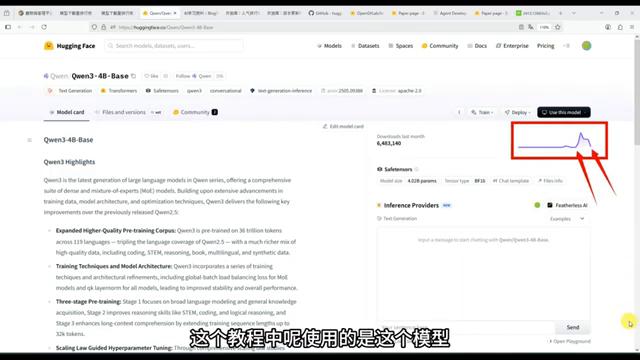 https://huggingface.co/Qwen/Qwen3-4B-Base
Hugging Face
Search models, datasets, users...
Models
Datasets
Spaces
Community
Docs
Enterprise
Pricing
Qwen
Qwen3-4B-Base
like
Follow
Qwen
Text Generation
Transformers
Safetensors
qwen3
conversational
text-generation-inference
arxiv:2505.09388
License: apache-2.0
Model card
Files and versions
Community
Train
Deploy
Use this model
Edit model card
Qwen3-4B-Base
Qwen3 Highlights
Qwen3 is the latest generation of large language models in Qwen series, offering a comprehensive
suite of dense and mixture-of-experts (MoE) models. Building upon extensive advancements in
training data, model architecture, and optimization techniques, Qwen3 delivers the following
key improvements over the previously released Qwen2.5:
• Expanded Higher-Quality Pre-training Corpus: Qwen3 is pre-trained on 36 trillion tokens
across 119 languages — tripling the language coverage of Qwen2.5 — with a much richer mix of
high-quality data, including coding, STEM, reasoning, book, multilingual, and synthetic data.
• Training Techniques and Model Architecture: Qwen3 incorporates a series of training
techniques and architectural refinements, including global-batch load balancing loss for MoE
models and qk layernorm for all models, leading to improved stability and overall performance.
• Three-stage Pre-training: Stage 1 focuses on broad language modeling and general knowledge
acquisition, Stage 2 improves reasoning skills like STEM, coding, and logical reasoning, and
Stage 3 enhances long-context comprehension by extending training sequence lengths up to
32k tokens.
• Scaling Law Guided Hyperparameter Tuning:
Downloads last month
6,483,140
Safetensors
Model size
4.02B params
Tensor type
BF16
Chat template
Files info
Inference Providers
NEW
Featherless AI
Text Generation
Examples
Input a message to start chatting with Qwen/Qwen3-4B-Base.
Send
Open Playground
这个教程中呢使用的是这个模型